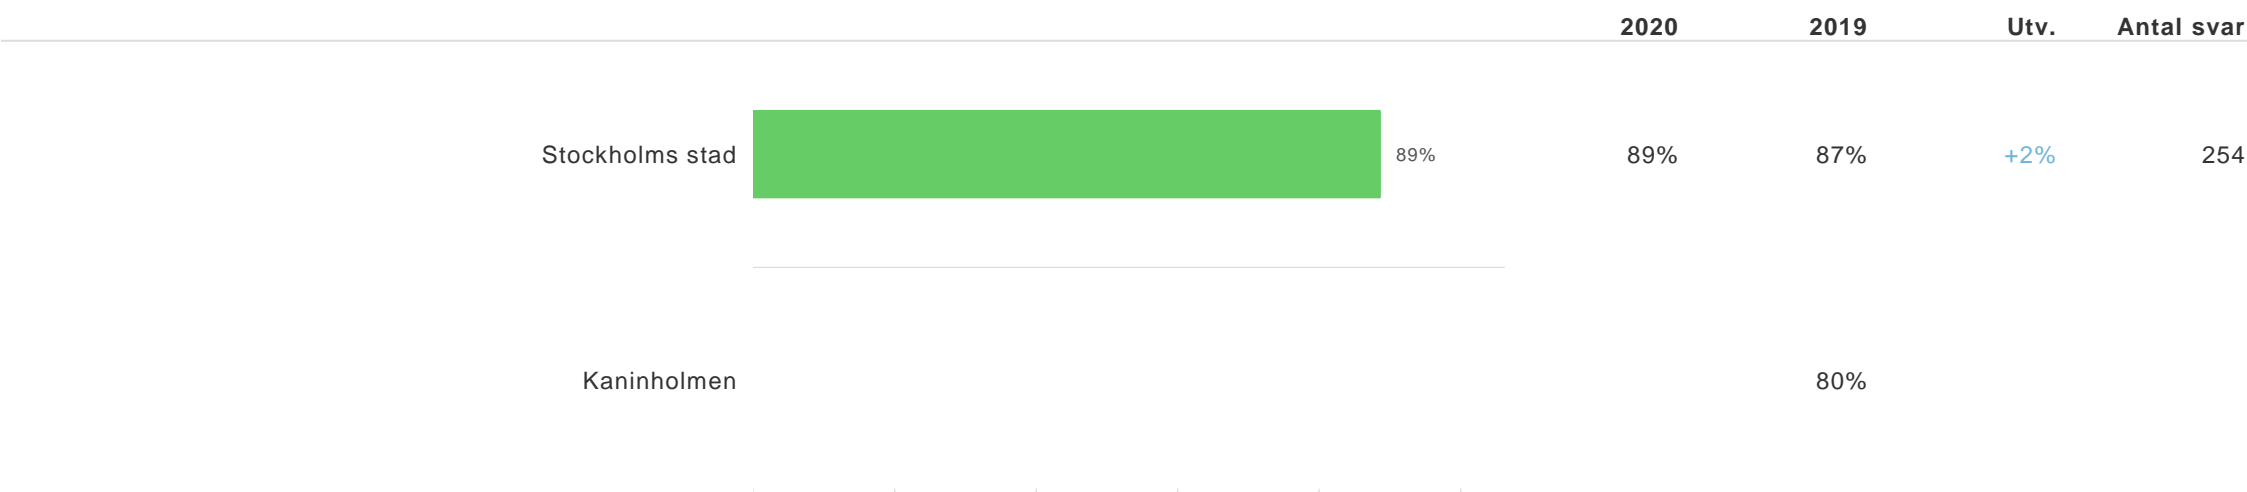 2020 2019 Utv. Antal svar
Stockholms stad 89% 89% 87% +2% 254
Kaninholmen 80%